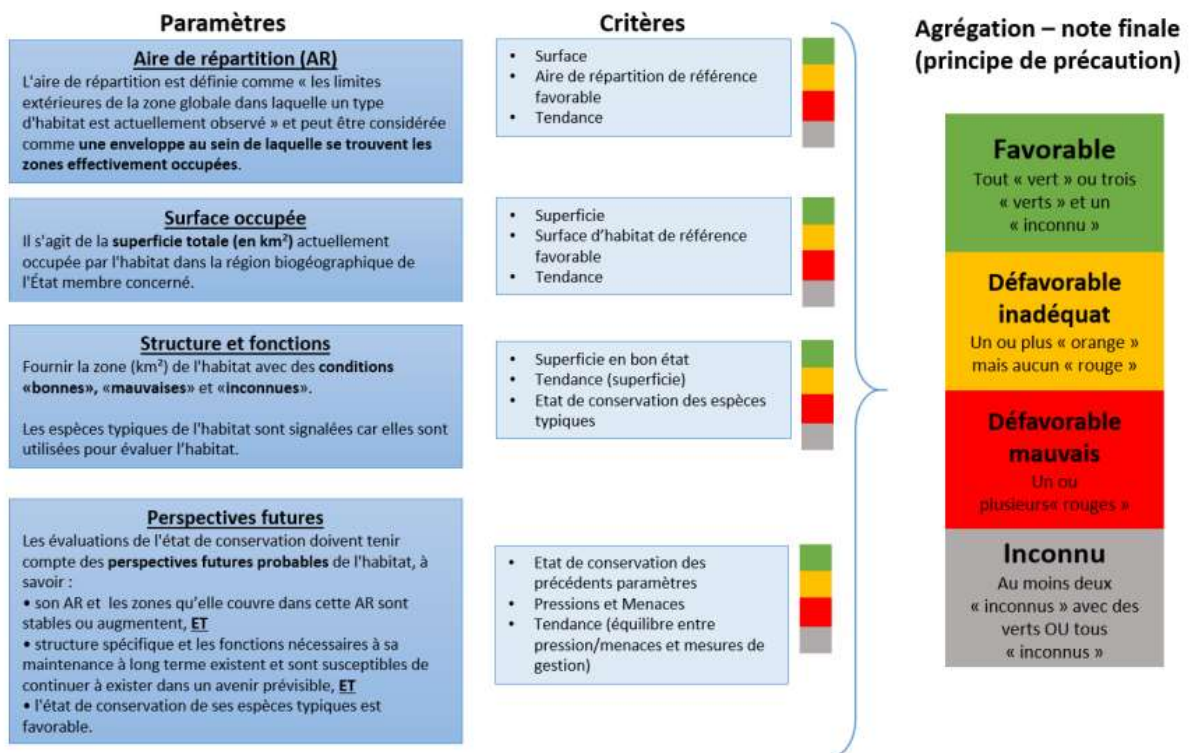 Paramètres
Aire de répartition (AR)
L'aire de répartition est définie comme « les limites
extérieures de la zone globale dans laquelle un type
d'habitat est actuellement observé » et peut être considérée
comme une enveloppe au sein de laquelle se trouvent les
zones effectivement occupées.
Surface occupée
Il s'agit de la superficie totale (en km²) actuellement
occupée par l'habitat dans la région biogéographique de
l'État membre concerné.
Structure et fonctions
Fournir la zone (km²) de l'habitat avec des conditions
«bonnes», «mauvaises» et «inconnues».
Les espèces typiques de l'habitat sont signalées car elles sont
utilisées pour évaluer l'habitat.
Perspectives futures
Les évaluations de l'état de conservation doivent tenir
compte des perspectives futures probables de l'habitat, à
savoir :
• son AR et les zones qu'elle couvre dans cette AR sont
stables ou augmentent, ET
• structure spécifique et les fonctions nécessaires à sa
maintenance à long terme existent et sont susceptibles de
continuer à exister dans un avenir prévisible, ET
• l'état de conservation de ses espèces typiques est
favorable.
Critères
• Surface
• Aire de répartition de référence
favorable
• Tendance
• Superficie
• Surface d'habitat de référence
favorable
• Tendance
• Superficie en bon état
• Tendance (superficie)
• Etat de conservation des espèces
typiques
• Etat de conservation des
précédents paramètres
• Pressions et Menaces
• Tendance (équilibre entre
pression/menaces et mesures de
gestion)
Agrégation – note finale
(principe de précaution)
Favorable
Tout « vert » ou trois
« verts » et un
« inconnu »
Défavorable
inadéquat
Un ou plus « orange »
mais aucun « rouge »
Défavorable
mauvais
Un ou
plusieurs« rouges »
Inconnu
Au moins deux
« inconnus » avec des
verts OU tous
« inconnus »